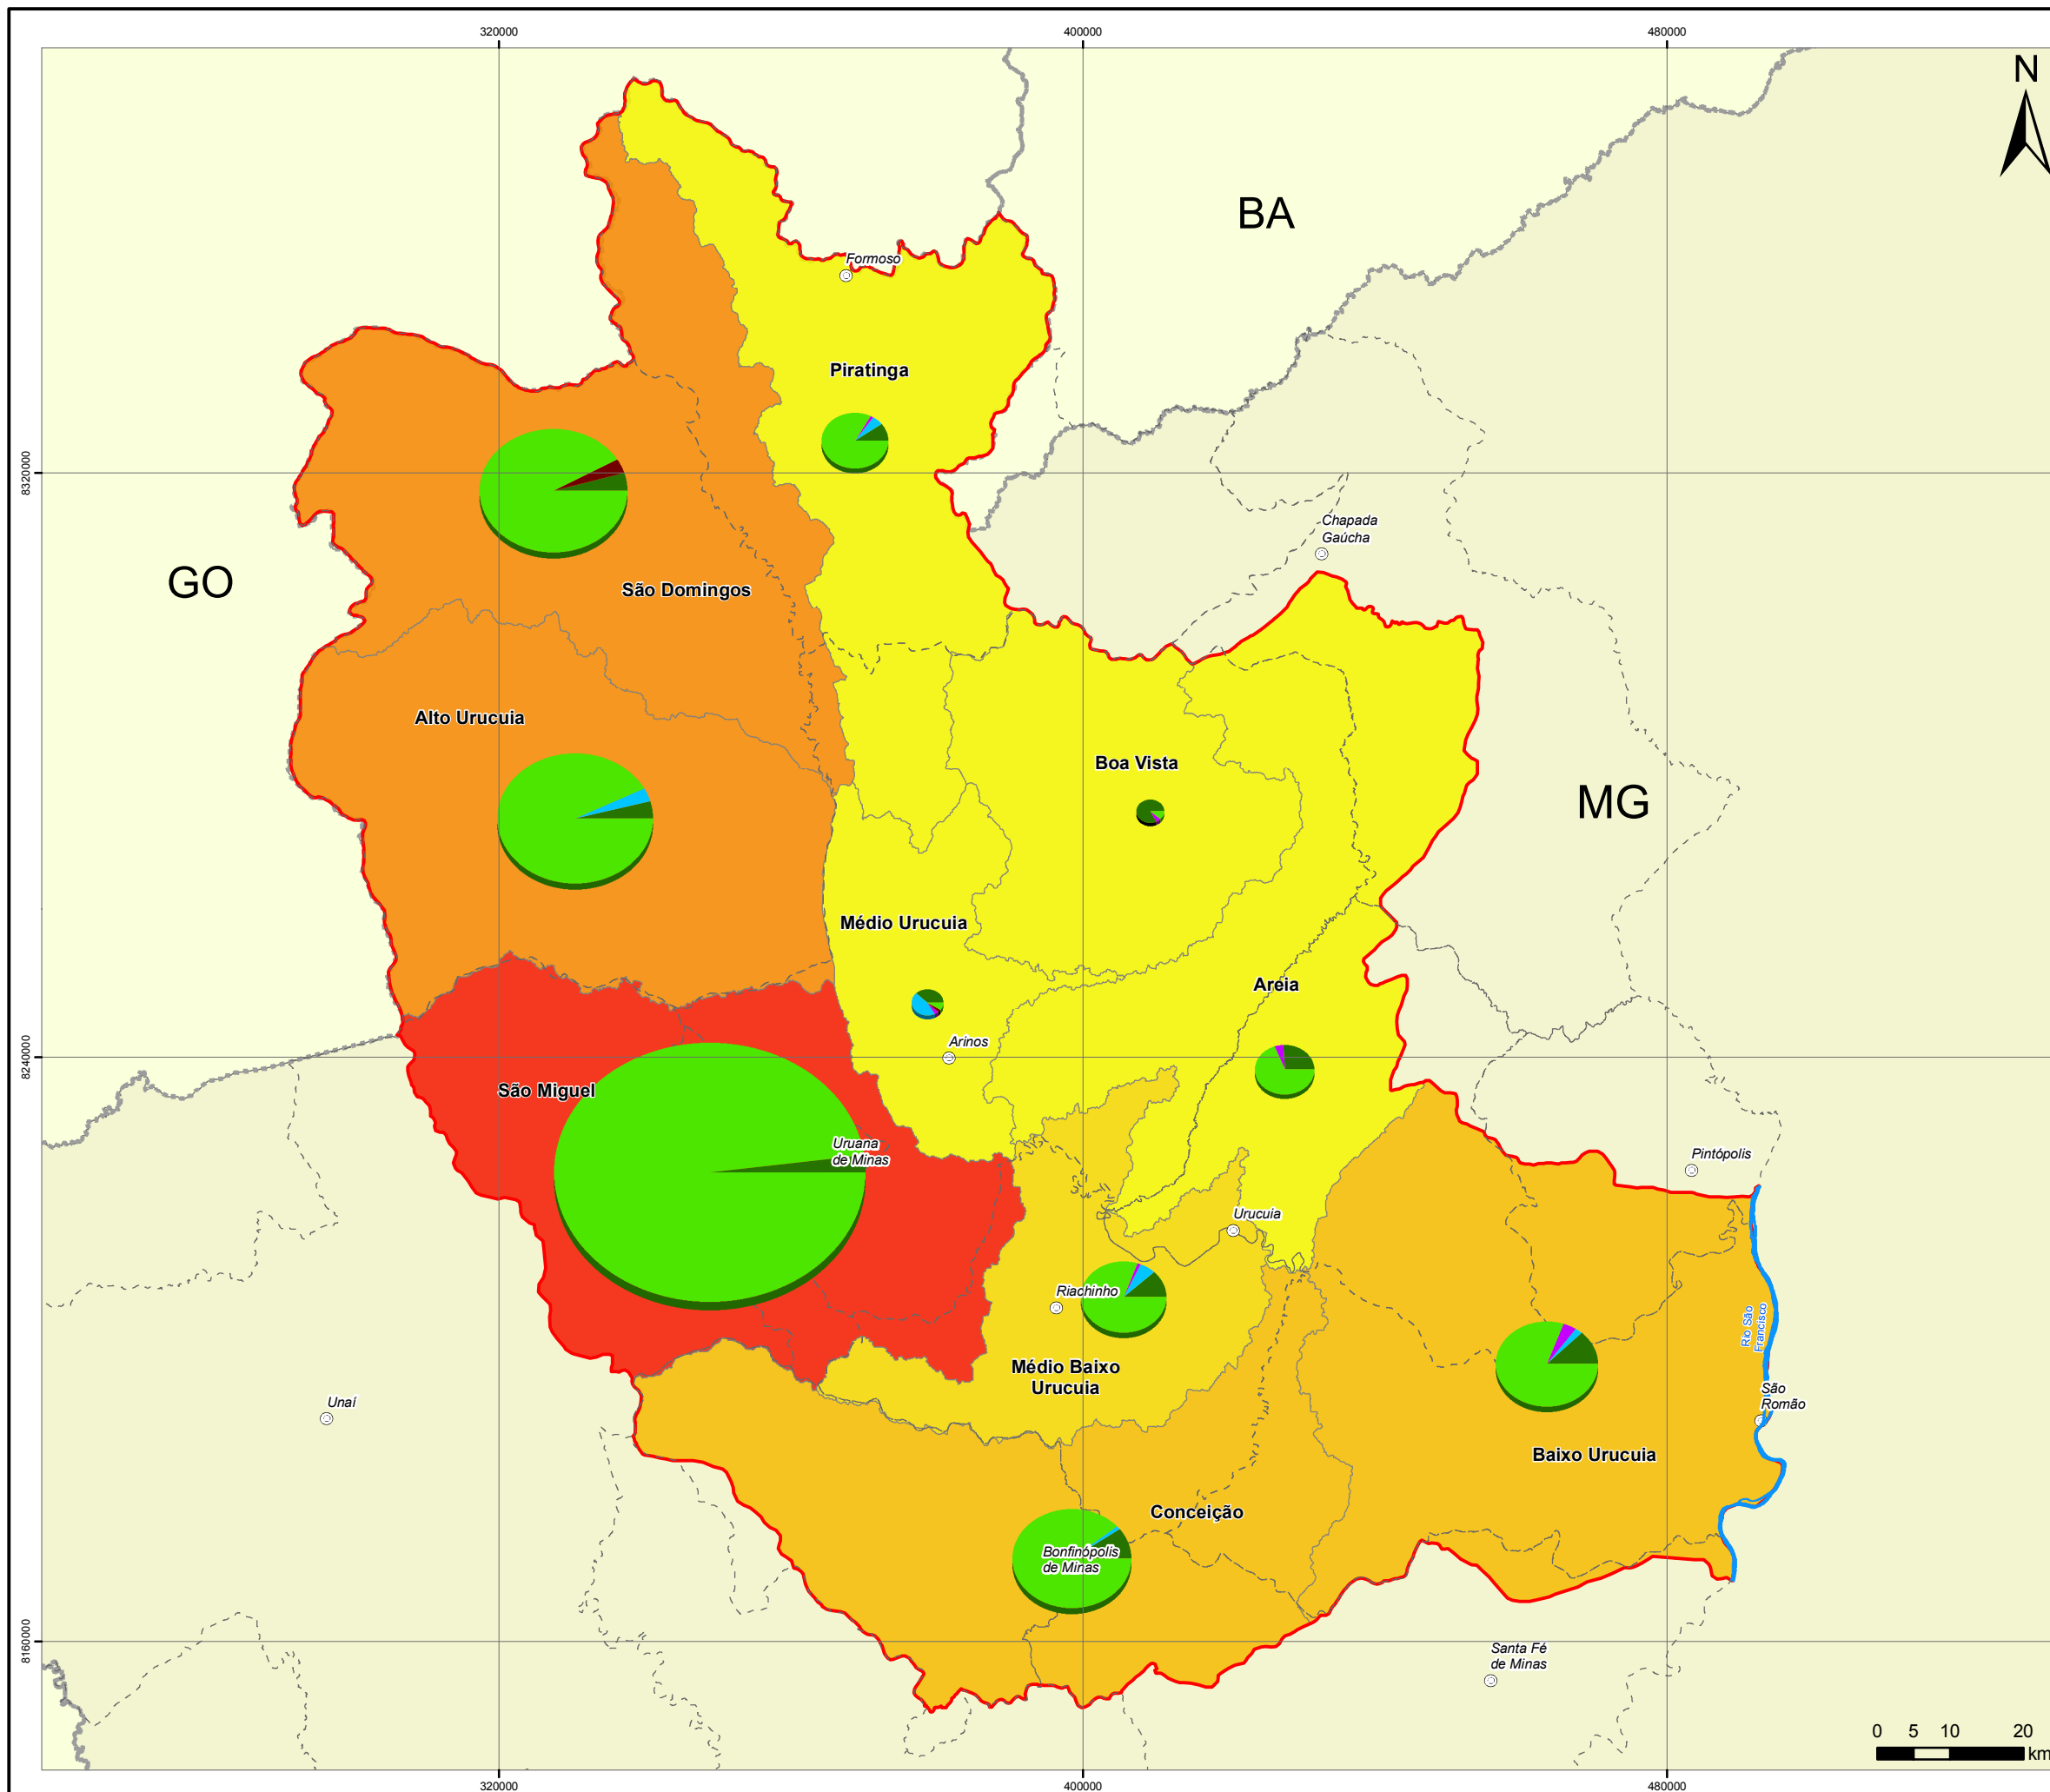 320000
400000
480000
N
BA
Formoso
Piratinga
8320000
Chapada
Gaúcha
GO
São Domingos
Alto Urucuia
Boa Vista
MG
Médio Urucuia
Areia
Arinos
8240000
São Miguel
Uruana
de Minas
Pintópolis
Urucuia
Riachinho
Rio São
Francisco
Médio Baixo
Urucuia
Unaí
São
Romão
Baixo Urucuia
Conceição
Bonfinópolis
de Minas
8160000
Santa Fé
de Minas
0 5 10 20
km
320000
400000
480000